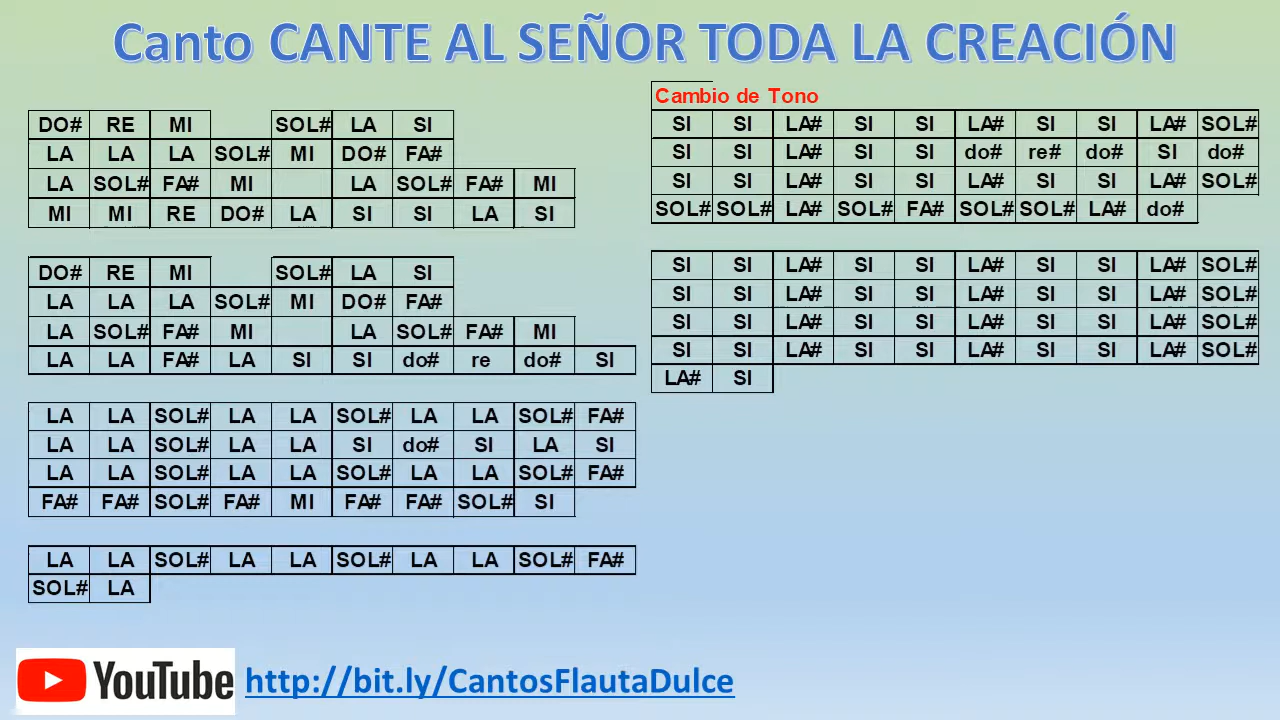 Canto CANTE AL SEÑOR TODA LA CREACIÓN
DO# RE MI SOL# LA SI
LA LA LA SOL# MI DO# FA#
LA SOL# FA# MI LA SOL# FA# MI
MI MI RE DO# LA SI SI LA SI
DO# RE MI SOL# LA SI
LA LA LA SOL# MI DO# FA#
LA SOL# FA# MI LA SOL# FA# MI
LA LA FA# LA SI SI do# re do# SI
LA LA SOL# LA LA SOL# LA LA SOL# FA#
LA LA SOL# LA LA SI do# SI LA SI
LA LA SOL# LA LA SOL# LA LA SOL# FA#
FA# FA# SOL# FA# MI FA# FA# SOL# SI
LA LA SOL# LA LA SOL# LA LA SOL# FA#
SOL# LA
Cambio de Tono
SI SI LA# SI SI LA# SI SI LA# SOL#
SI SI LA# SI SI do# re# do# SI do#
SI SI LA# SI SI LA# SI SI LA# SOL#
SOL# SOL# LA# SOL# FA# SOL# SOL# LA# do#
SI SI LA# SI SI LA# SI SI LA# SOL#
SI SI LA# SI SI LA# SI SI LA# SOL#
SI SI LA# SI SI LA# SI SI LA# SOL#
SI SI LA# SI SI LA# SI SI LA# SOL#
LA# SI
YouTube http://bit.ly/CantosFlautaDulce